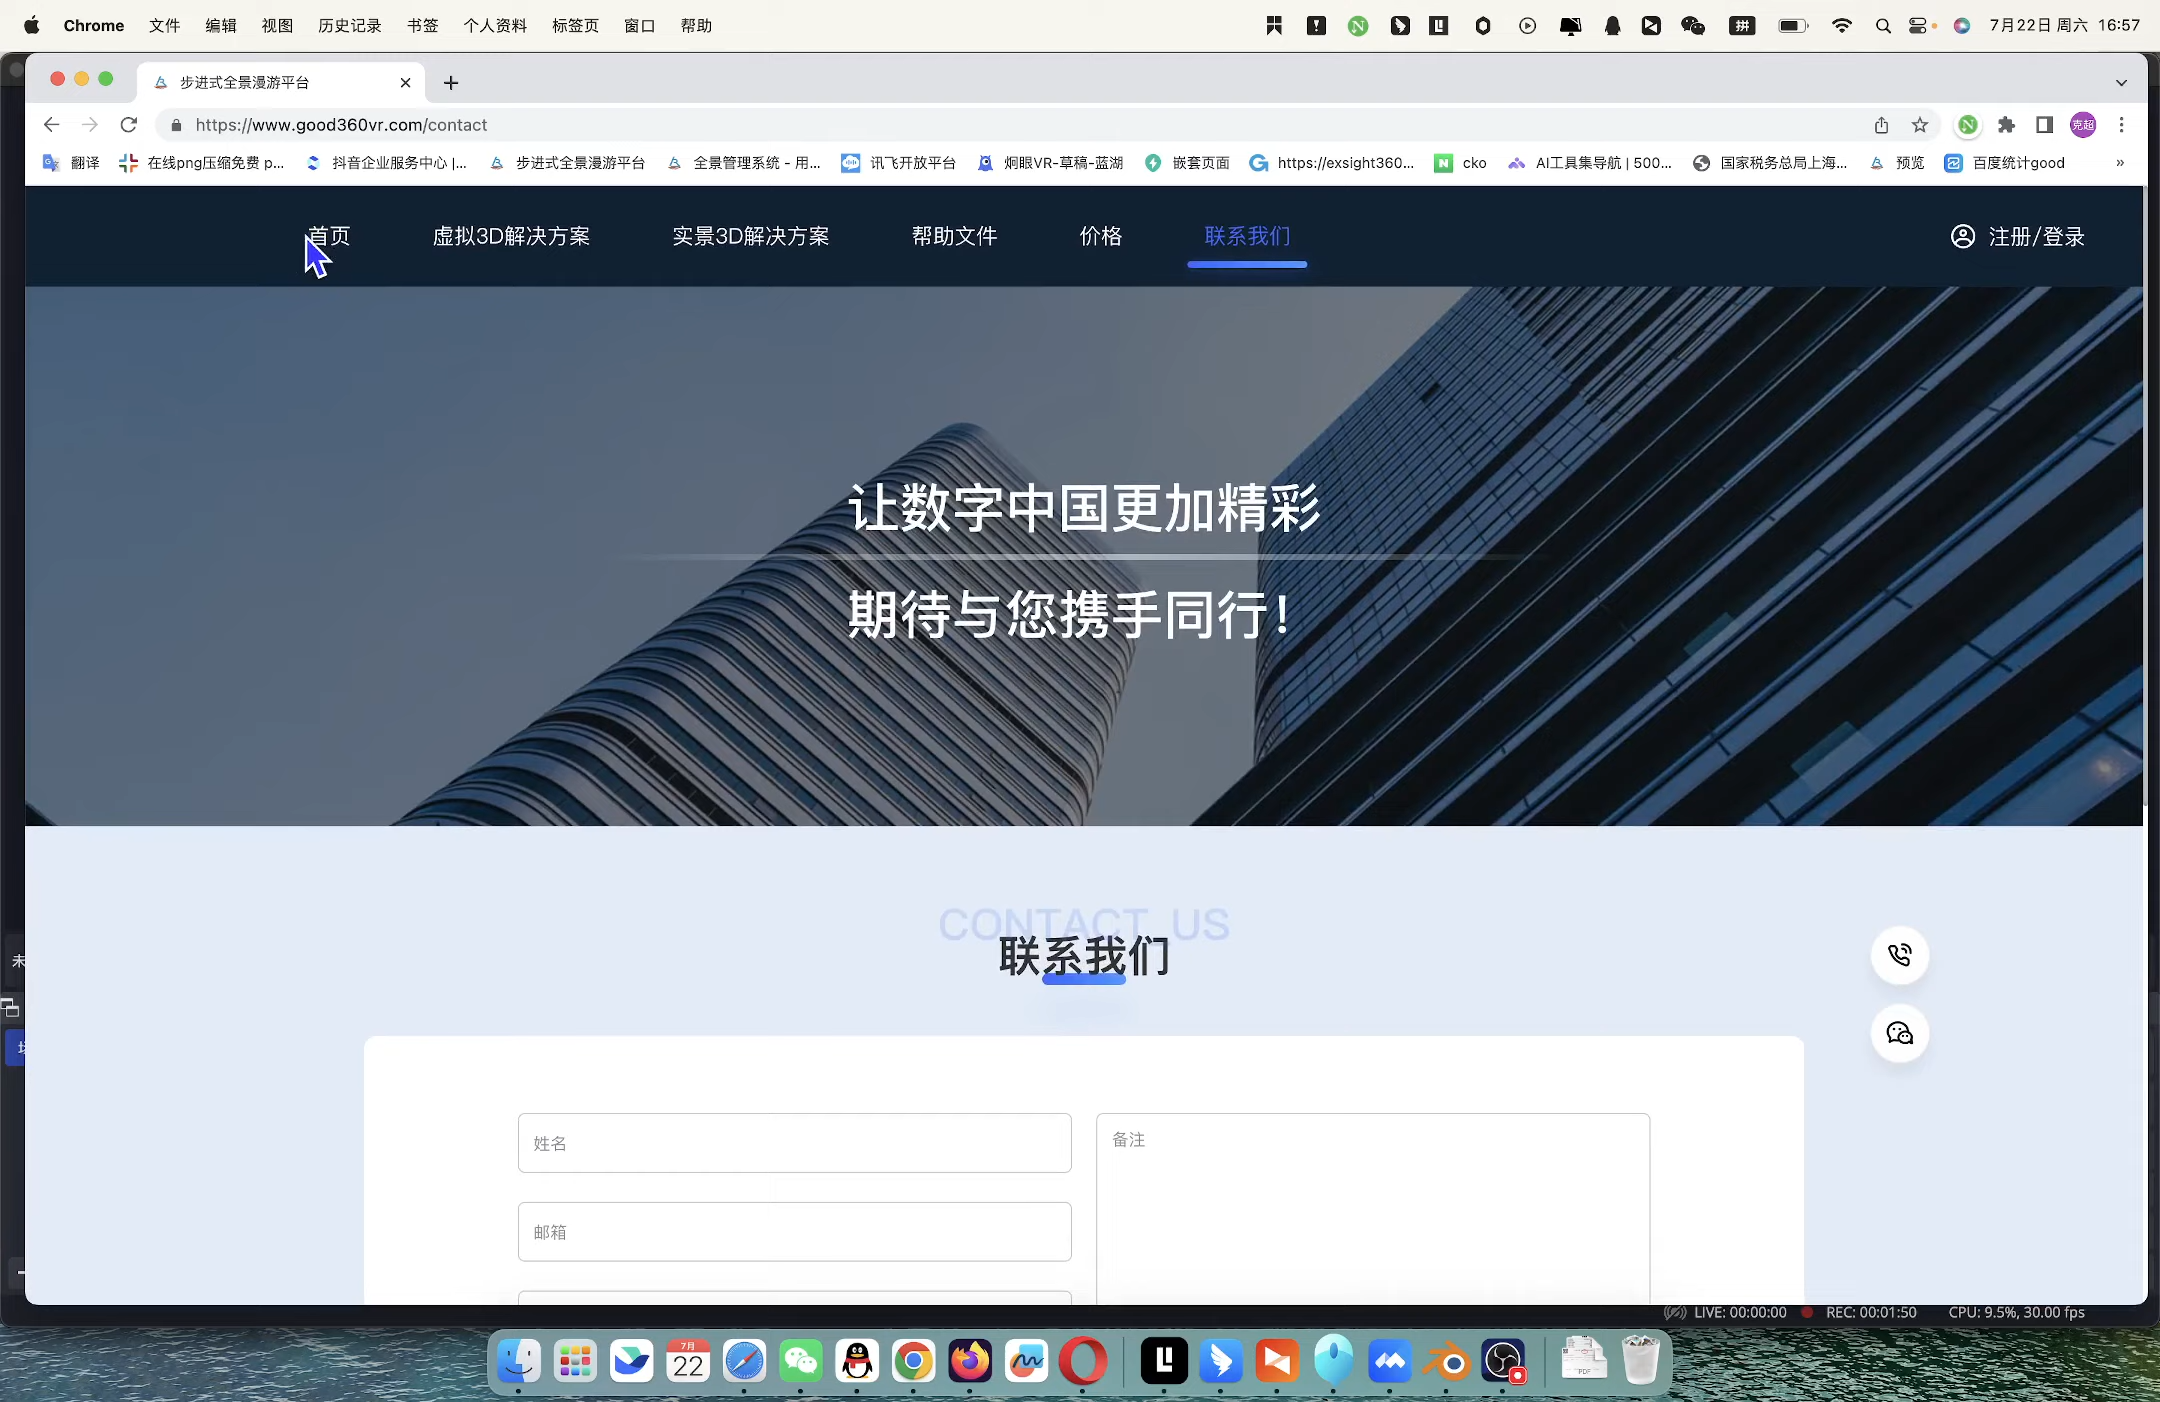 Chrome 文件 编辑 视图 历史记录 书签 个人资料 标签页 窗口 帮助 拼 7月22日 周六 16:57
步进式全景漫游平台
https://www.good360vr.com/contact 克超
翻译 在线png压缩免费 p... 抖音企业服务中心 |... 步进式全景漫游平台 全景管理系统 - 用... 讯飞开放平台 炯眼VR-草稿-蓝湖 嵌套页面 https://exsight360... cko AI工具集导航 | 500... 国家税务总局上海... 预览 百度统计good »
首页 虚拟3D解决方案 实景3D解决方案 帮助文件 价格 联系我们 注册/登录
让数字中国更加精彩
期待与您携手同行！
CONTACT_US
联系我们
未
姓名
备注
邮箱
LIVE: 00:00:00 REC: 00:01:50 CPU: 9.5%, 30.00 fps
7月
22
PDF